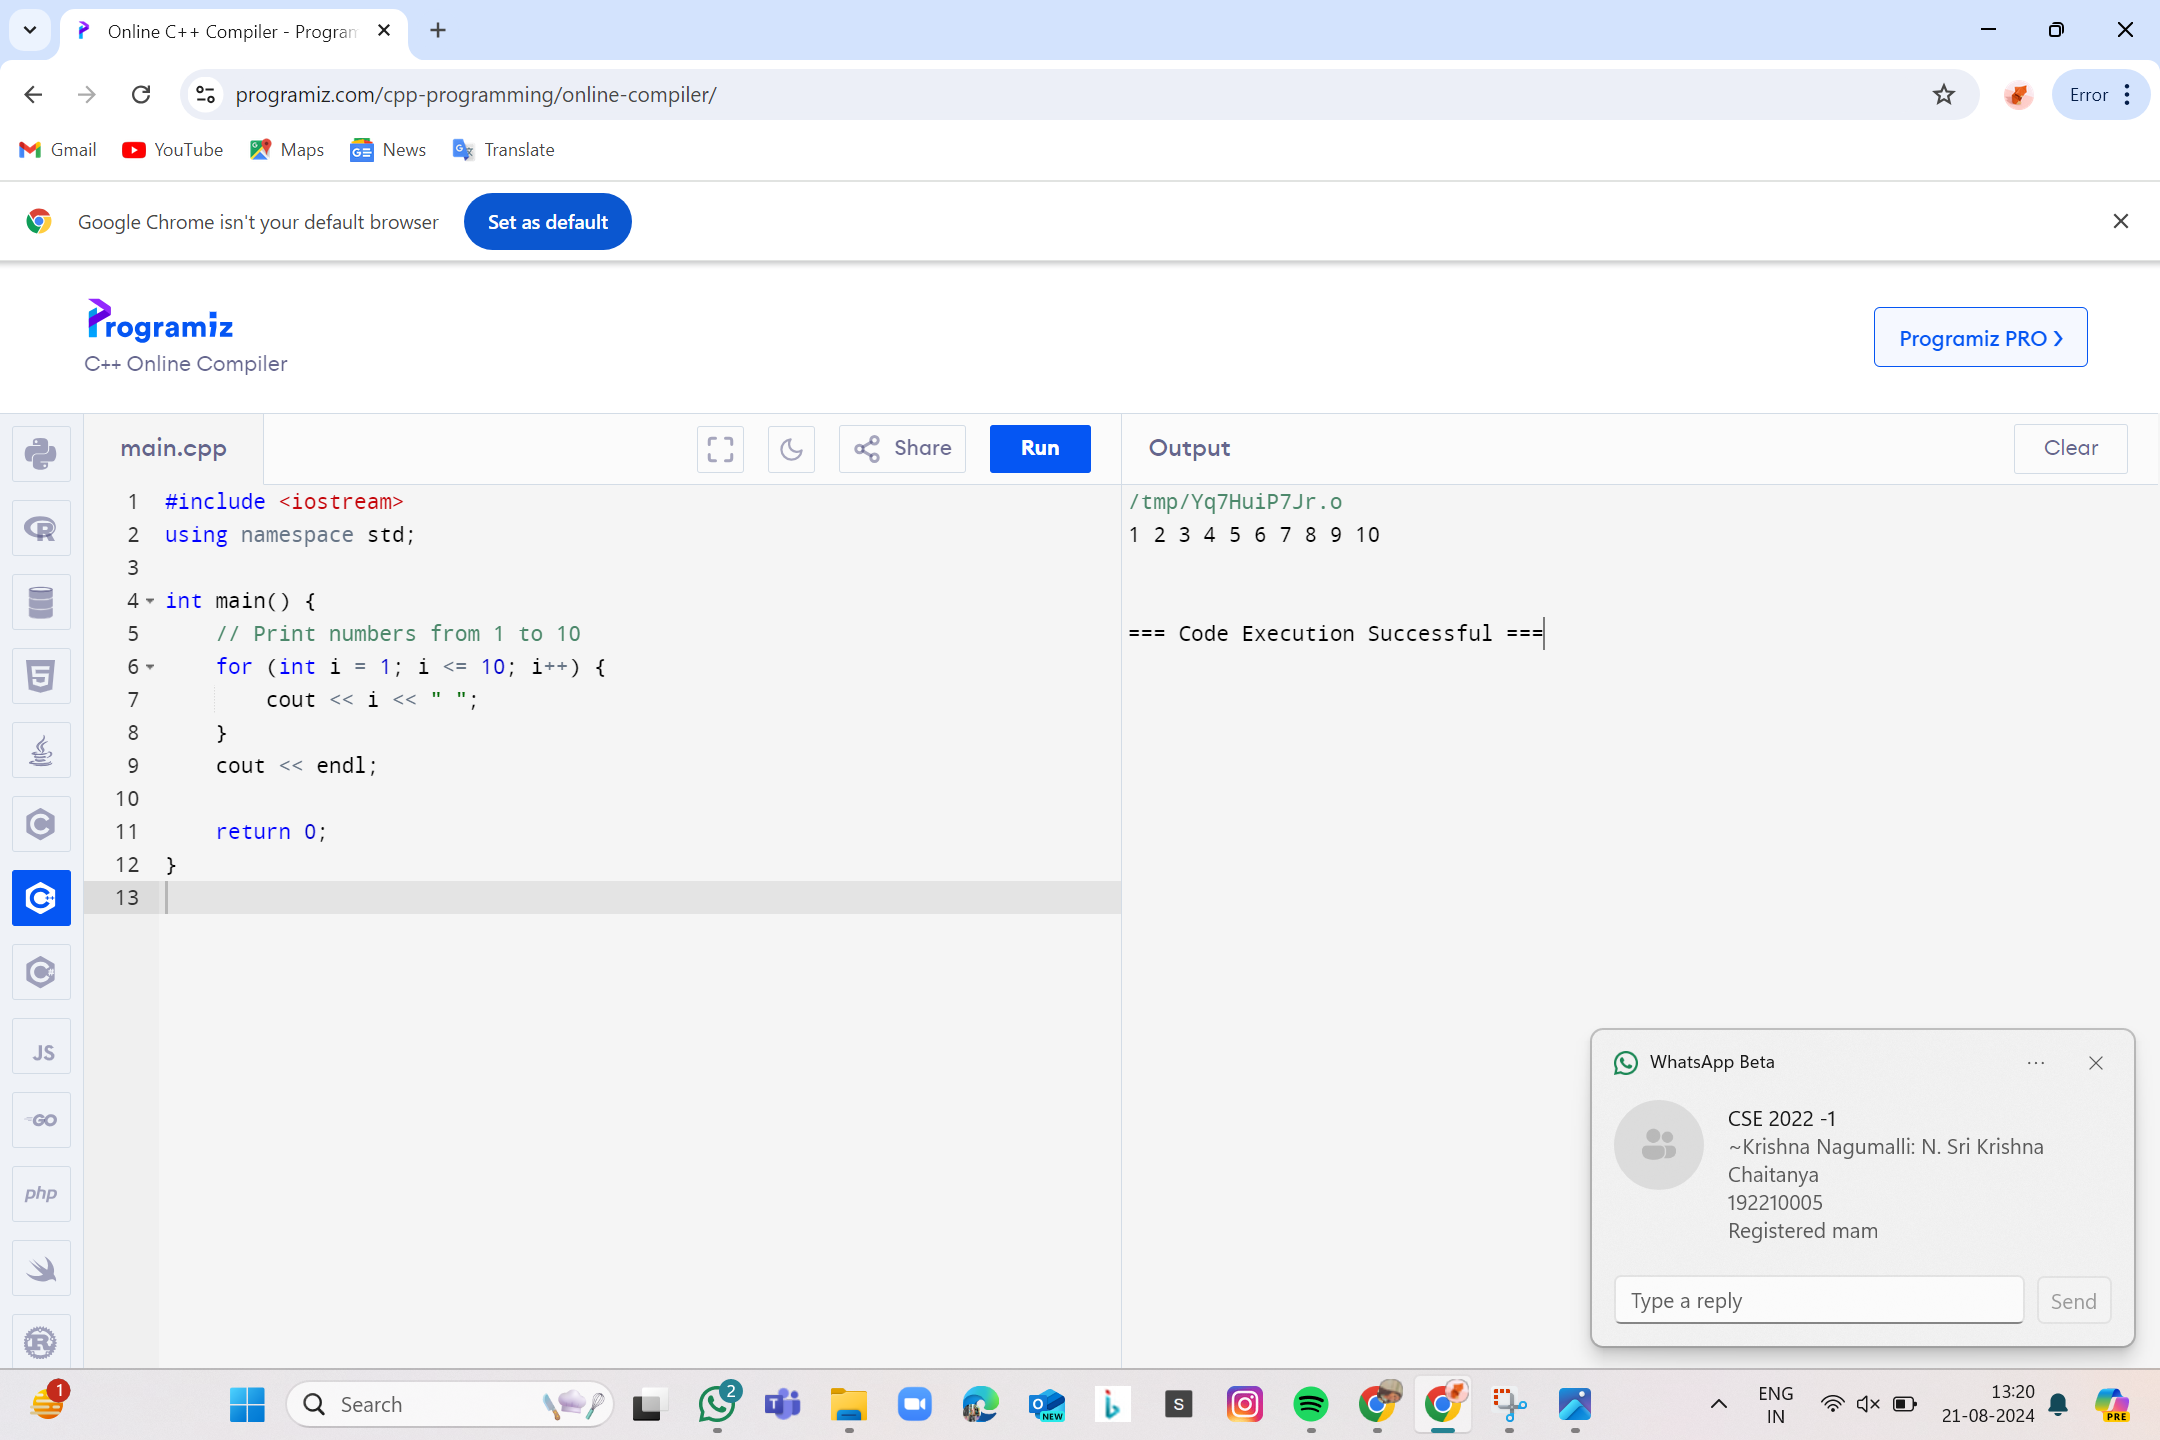 Online C++ Compiler - Program
programiz.com/cpp-programming/online-compiler/
Error
Gmail
YouTube
Maps
News
Translate
Google Chrome isn't your default browser
Set as default
Programiz
C++ Online Compiler
Programiz PRO
main.cpp
Share
Run
Output
Clear
1 #include <iostream>
2 using namespace std;
3
4 int main() {
5     // Print numbers from 1 to 10
6     for (int i = 1; i <= 10; i++) {
7         cout << i << " ";
8     }
9     cout << endl;
10
11     return 0;
12 }
13
/tmp/Yq7HuiP7Jr.o
1 2 3 4 5 6 7 8 9 10
=== Code Execution Successful ===
JS
GO
php
WhatsApp Beta
CSE 2022 -1
~Krishna Nagumalli: N. Sri Krishna
Chaitanya
192210005
Registered mam
Type a reply
Send
1
Search
2
NEW
S
ENG
IN
13:20
21-08-2024
PRE